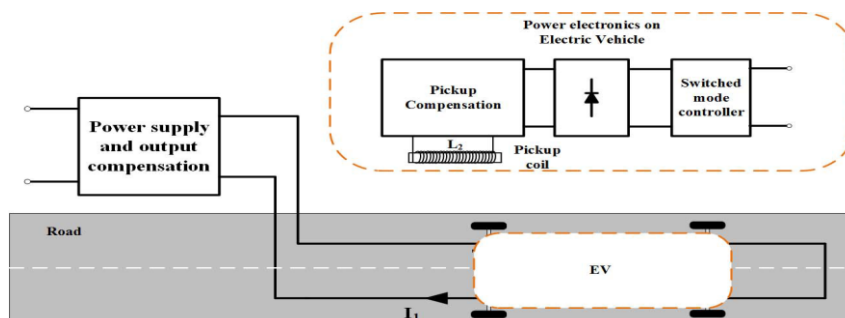 Power electronics on
Electric Vehicle
Pickup
Compensation
Switched
mode
controller
L₂
Pickup
coil
Power supply
and output
compensation
Road
EV
I₁